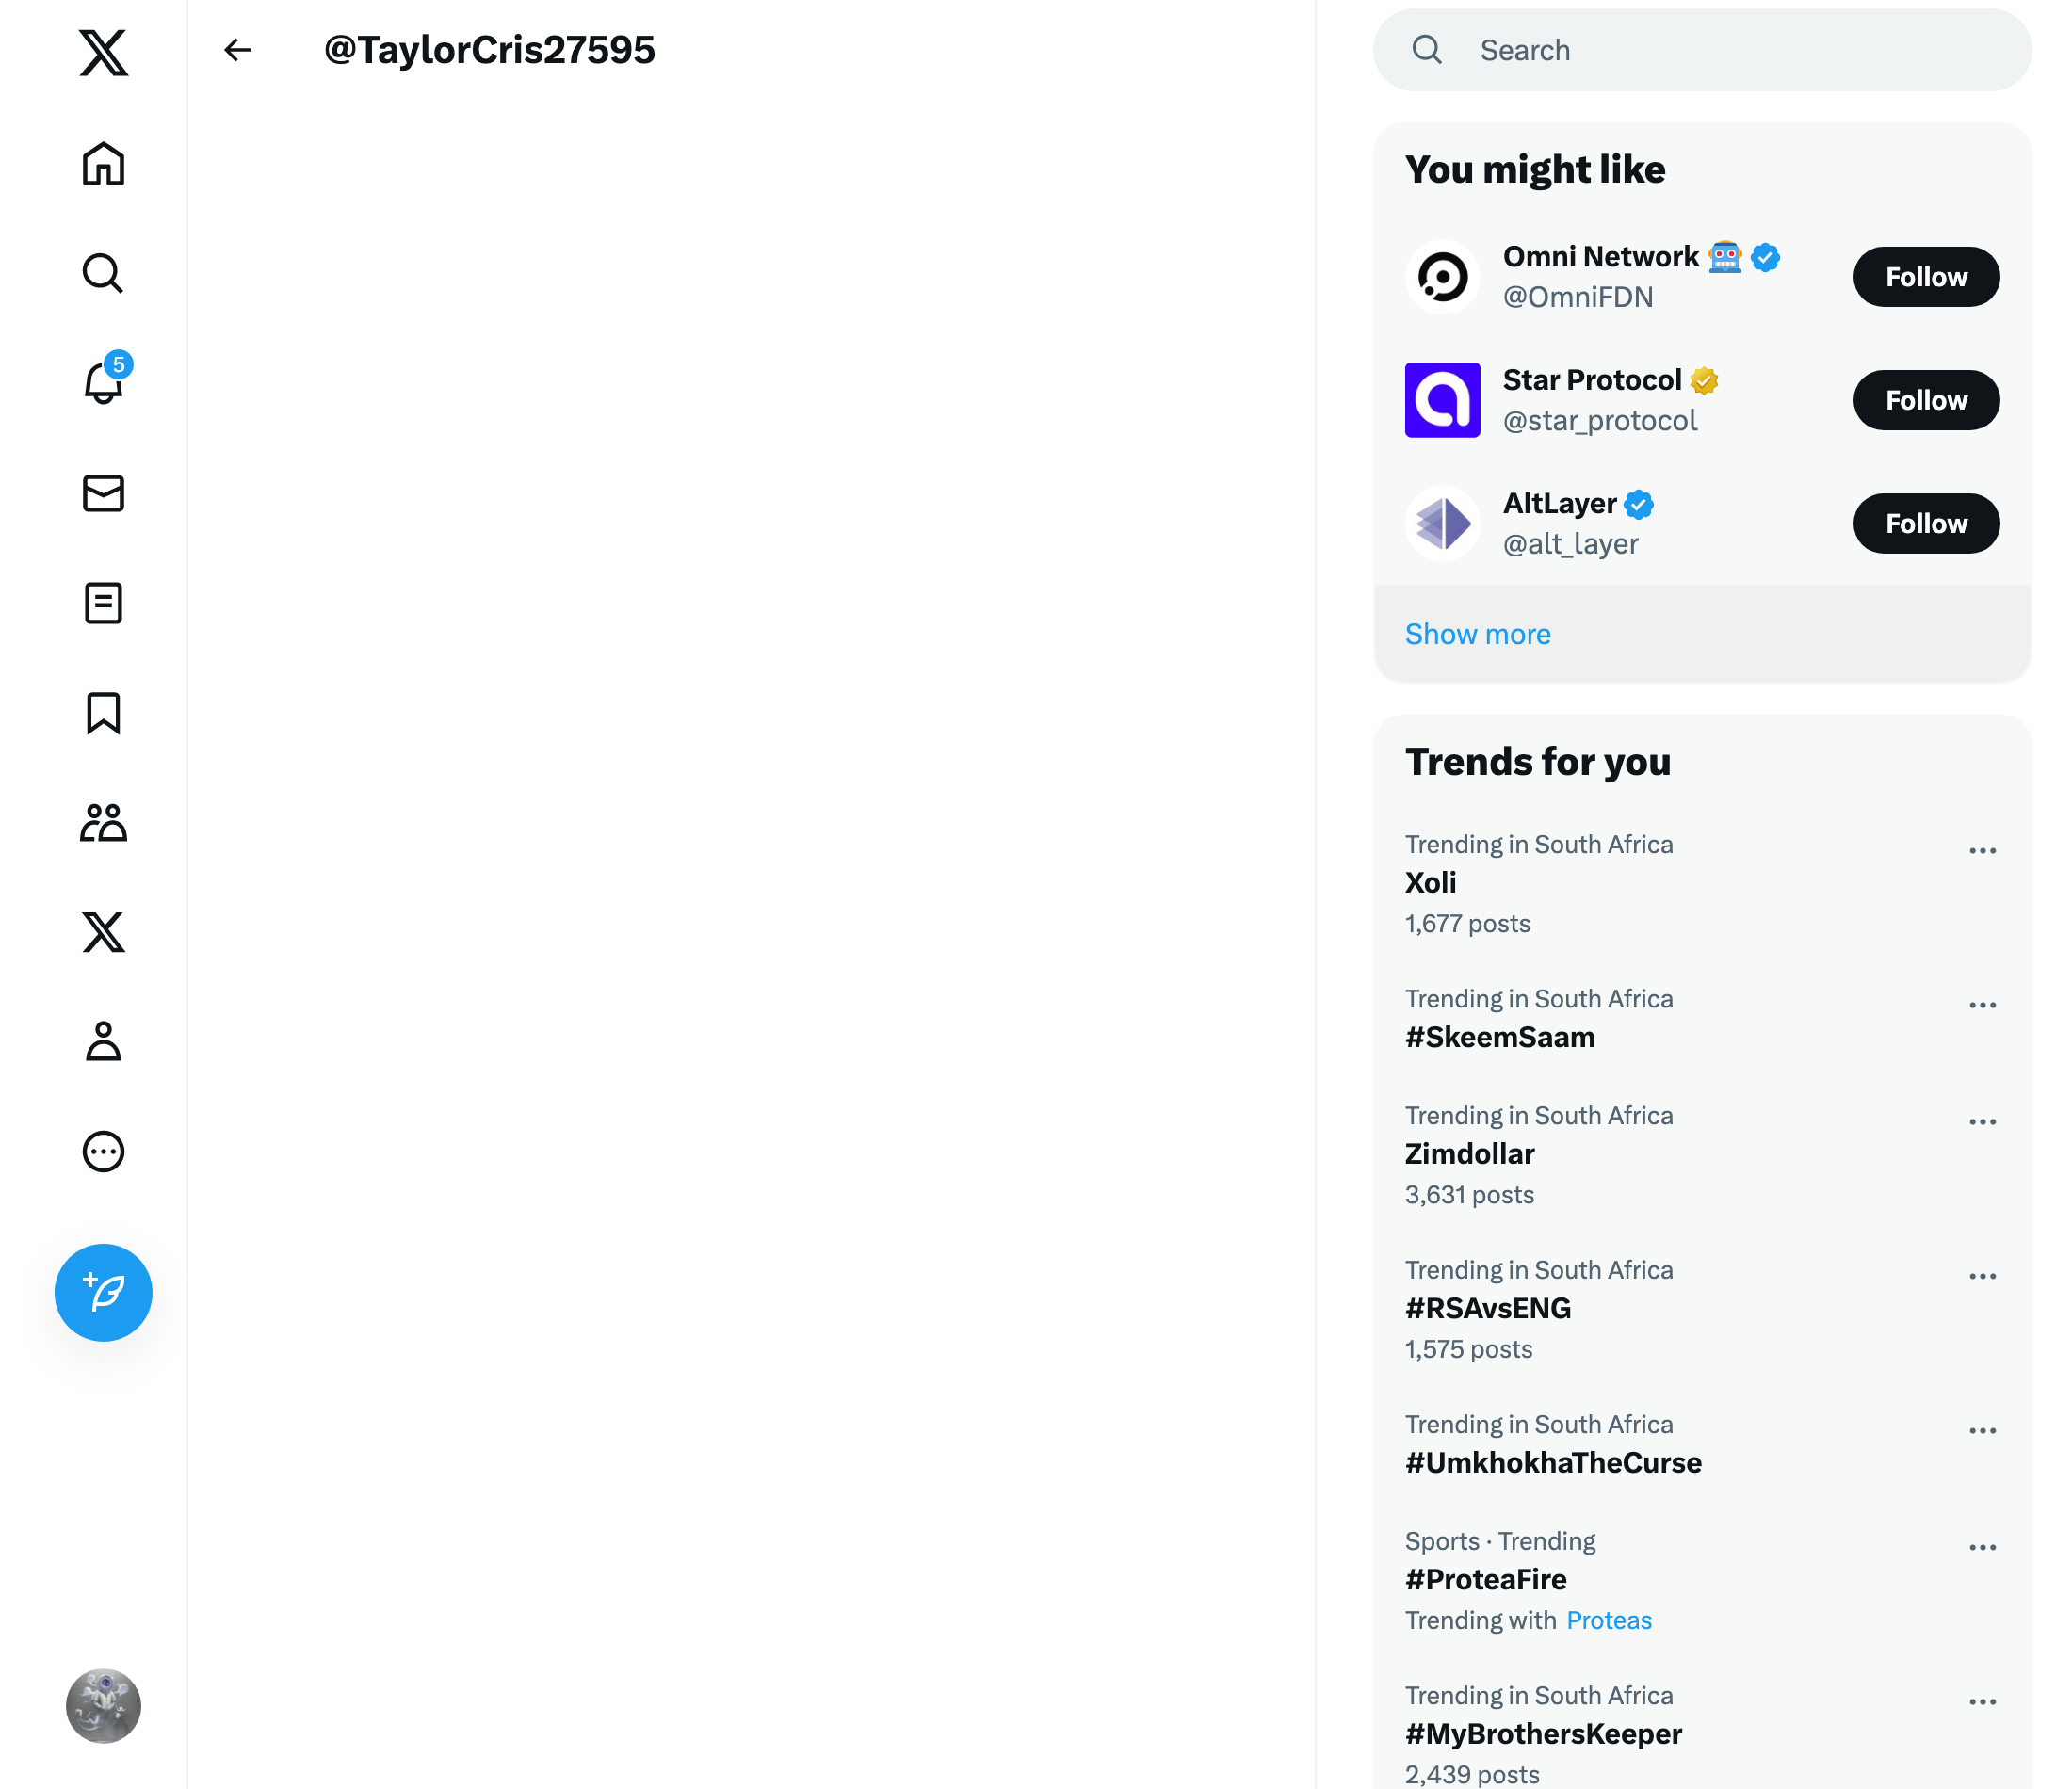 @TaylorCris27595
5
Search
You might like
Omni Network
@OmniFDN
Follow
Star Protocol
@star_protocol
Follow
AltLayer
@alt_layer
Follow
Show more
Trends for you
Trending in South Africa
Xoli
1,677 posts
Trending in South Africa
#SkeemSaam
Trending in South Africa
Zimdollar
3,631 posts
Trending in South Africa
#RSAvsENG
1,575 posts
Trending in South Africa
#UmkhokhaTheCurse
Sports · Trending
#ProteaFire
Trending with Proteas
Trending in South Africa
#MyBrothersKeeper
2,439 posts